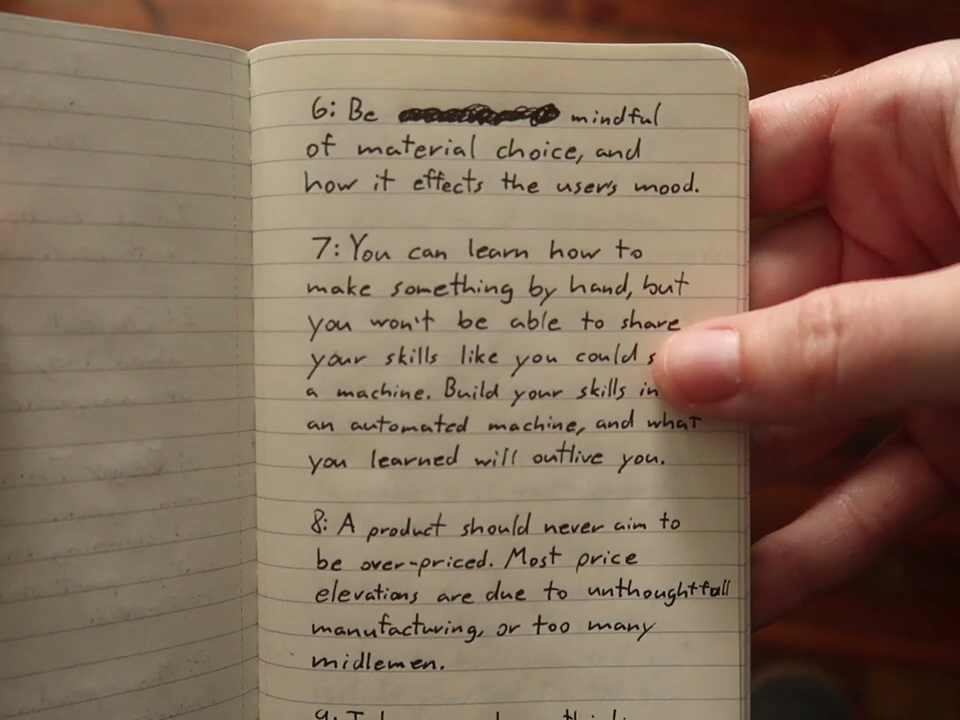 6: Be mindful
of material choice, and
how it effects the user's mood.
7: You can learn how to
make something by hand, but
you won't be able to share
your skills like you could
a machine. Build your skills in
an automated machine, and what
you learned will outlive you.
8: A product should never aim to
be over-priced. Most price
elevations are due to unthoughtfull
manufacturing, or too many
midlemen.
9: